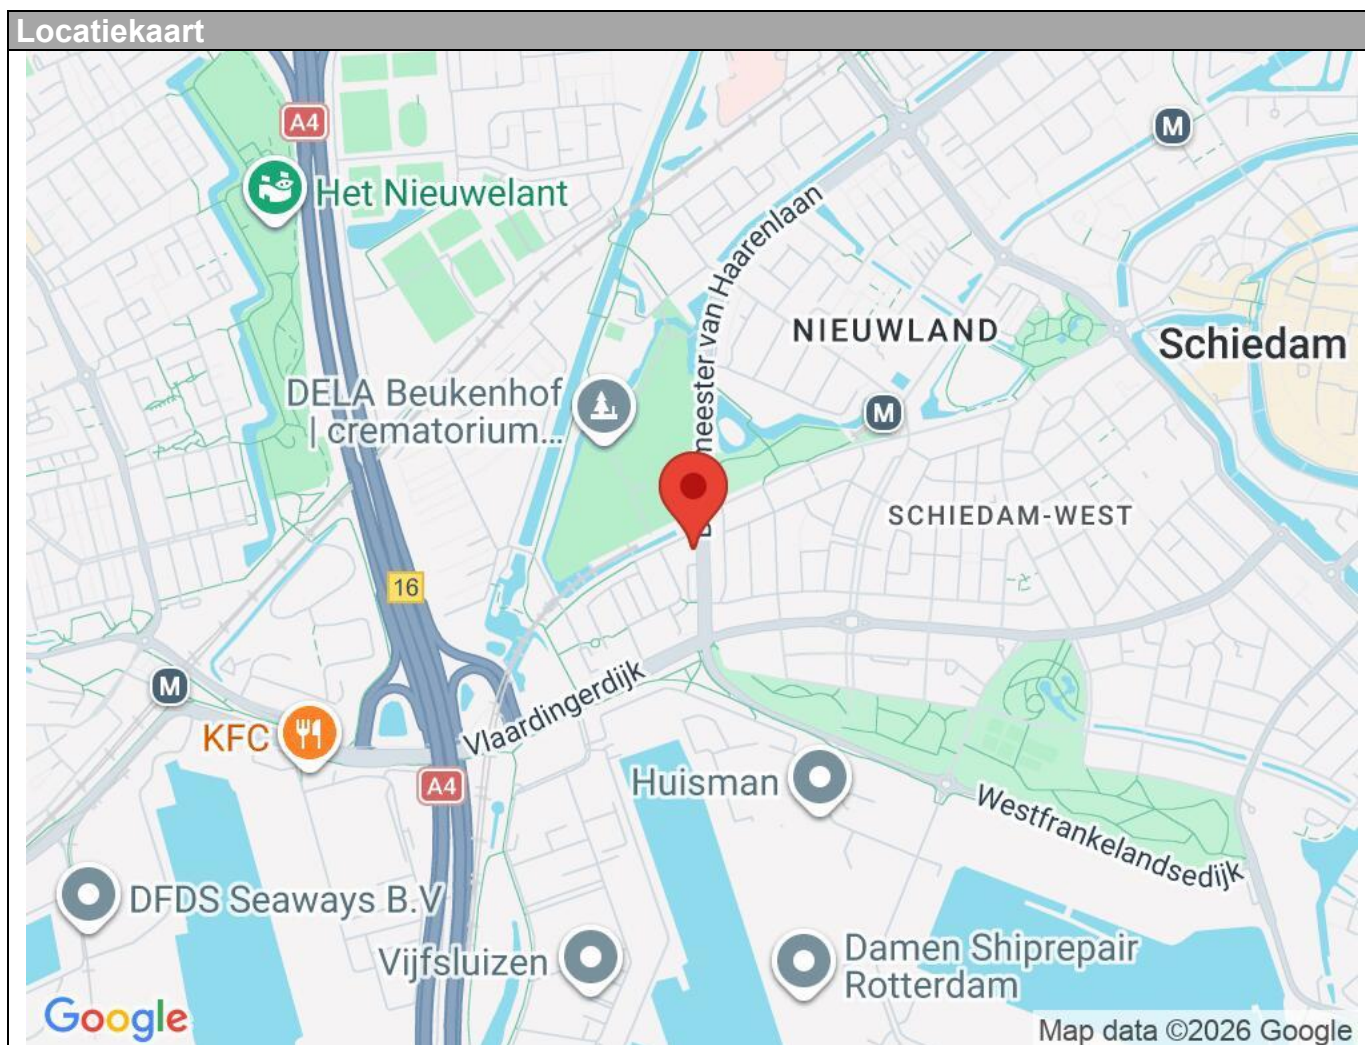 Locatiekaart
A4
M
Het Nieuwelant
Burgemeester van Haarenlaan
NIEUWLAND
Schiedam
DELA Beukenhof
| crematorium...
M
SCHIEDAM-WEST
16
M
Vlaardingerdijk
KFC
A4
Huisman
Westfrankelandsedijk
DFDS Seaways B.V
Vijfsluizen
Damen Shiprepair
Rotterdam
Google
Map data ©2026 Google